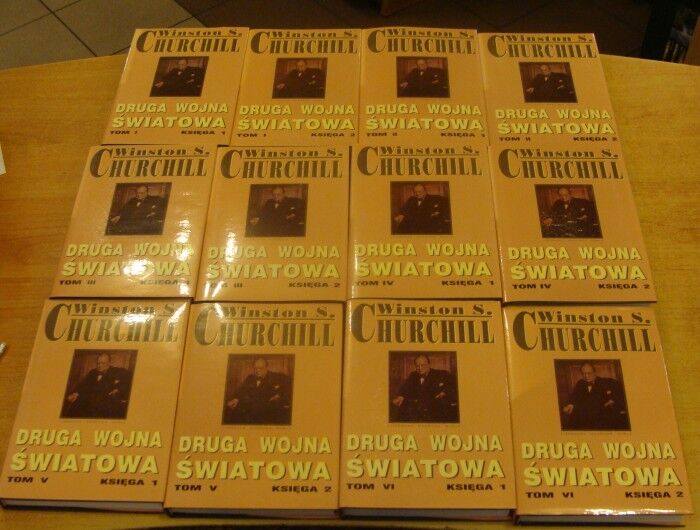 Winston S.
CHURCHILL
DRUGA WOJNA
ŚWIATOWA
TOM I KSIĘGA 1
Winston S.
CHURCHILL
DRUGA WOJNA
ŚWIATOWA
TOM I KSIĘGA 2
Winston S.
CHURCHILL
DRUGA WOJNA
ŚWIATOWA
TOM II KSIĘGA 1
Winston S.
CHURCHILL
DRUGA WOJNA
ŚWIATOWA
TOM II KSIĘGA 2
Winston S.
CHURCHILL
DRUGA WOJNA
ŚWIATOWA
TOM III KSIĘGA
Winston S.
CHURCHILL
DRUGA WOJNA
ŚWIATOWA
TOM III KSIĘGA 2
Winston S.
CHURCHILL
DRUGA WOJNA
ŚWIATOWA
TOM IV KSIĘGA 1
Winston S.
CHURCHILL
DRUGA WOJNA
ŚWIATOWA
TOM IV KSIĘGA 2
Winston S.
CHURCHILL
DRUGA WOJNA
ŚWIATOWA
TOM V KSIĘGA 1
Winston S.
CHURCHILL
DRUGA WOJNA
ŚWIATOWA
TOM V KSIĘGA 2
Winston S.
CHURCHILL
DRUGA WOJNA
ŚWIATOWA
TOM VI KSIĘGA 1
Winston S.
CHURCHILL
DRUGA WOJNA
ŚWIATOWA
TOM VI KSIĘGA 2